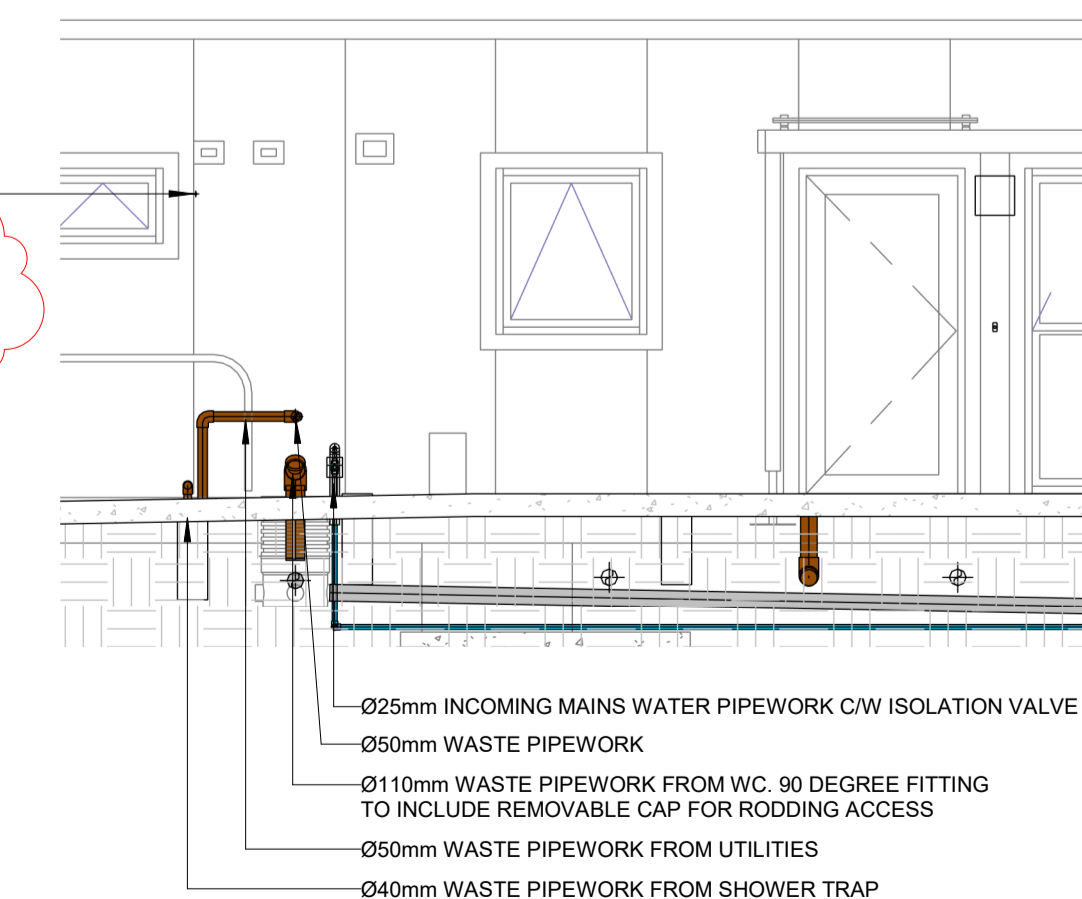 Ø25mm INCOMING MAINS WATER PIPEWORK C/W ISOLATION VALVE
Ø50mm WASTE PIPEWORK
Ø110mm WASTE PIPEWORK FROM WC. 90 DEGREE FITTING
TO INCLUDE REMOVABLE CAP FOR RODDING ACCESS
Ø50mm WASTE PIPEWORK FROM UTILITIES
Ø40mm WASTE PIPEWORK FROM SHOWER TRAP